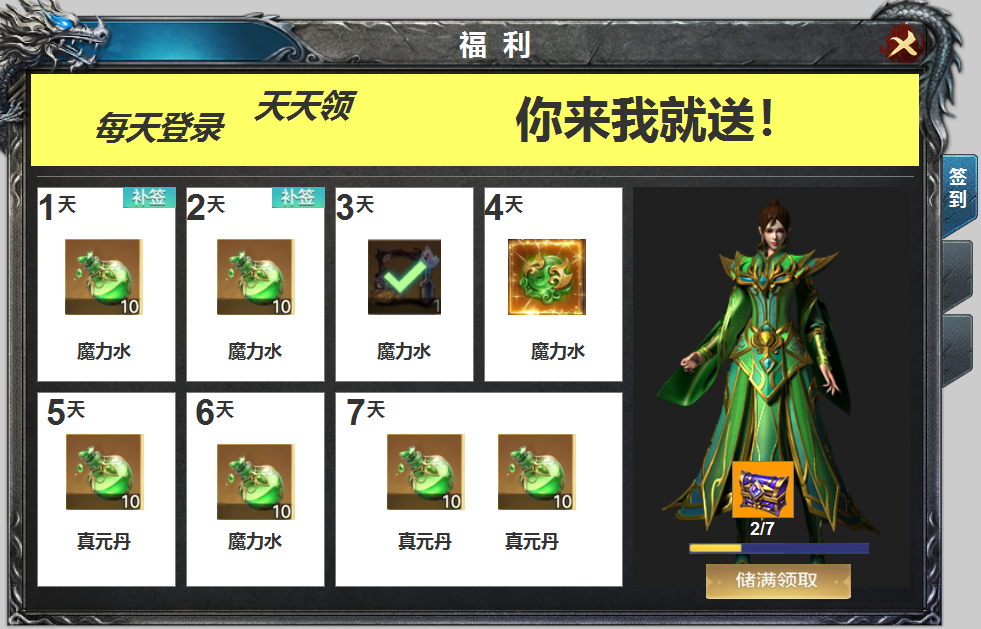 福 利
每天登录
天天领
你来我就送！
签到
1天
补签
2天
补签
3天
4天
10
10
1
魔力水
魔力水
魔力水
魔力水
5天
6天
7天
10
10
10
10
真元丹
魔力水
真元丹
真元丹
2/7
储满领取